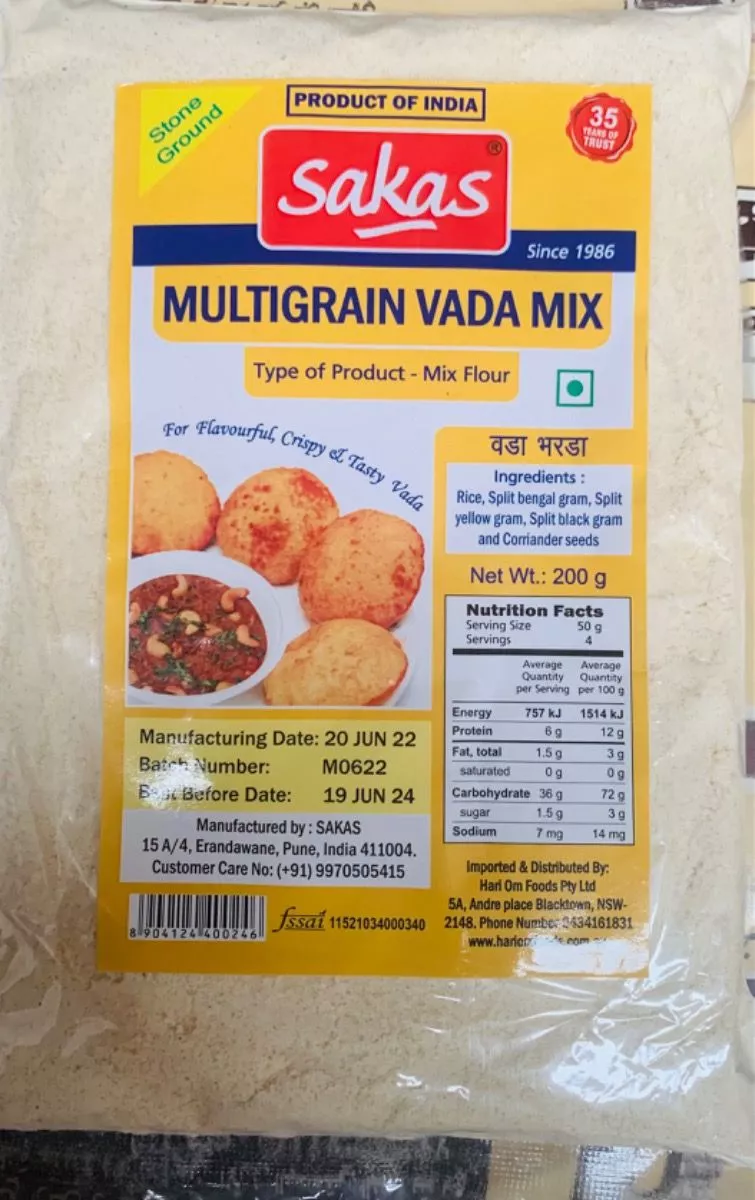 Stone
Ground
PRODUCT OF INDIA
35
YEARS OF
TRUST
Sakas®
Since 1986
MULTIGRAIN VADA MIX
Type of Product - Mix Flour
For Flavourful, Crispy & Tasty Vada
वडा भरडा
Ingredients :
Rice, Split bengal gram, Split
yellow gram, Split black gram
and Corriander seeds
Net Wt.: 200 g
Nutrition Facts
Serving Size 50 g
Servings 4
Average Average
Quantity Quantity
per Serving per 100 g
Energy 757 kJ 1514 kJ
Protein 6 g 12 g
Fat, total 1.5 g 3 g
saturated 0 g 0 g
Carbohydrate 36 g 72 g
sugar 1.5 g 3 g
Sodium 7 mg 14 mg
Manufacturing Date: 20 JUN 22
Batch Number: M0622
Best Before Date: 19 JUN 24
Manufactured by : SAKAS
15 A/4, Erandawane, Pune, India 411004.
Customer Care No: (+91) 9970505415
8 904124 400246
fssai 11521034000340
Imported & Distributed By:
Hari Om Foods Pty Ltd
5A, Andre place Blacktown, NSW-
2148. Phone Number 0434161831